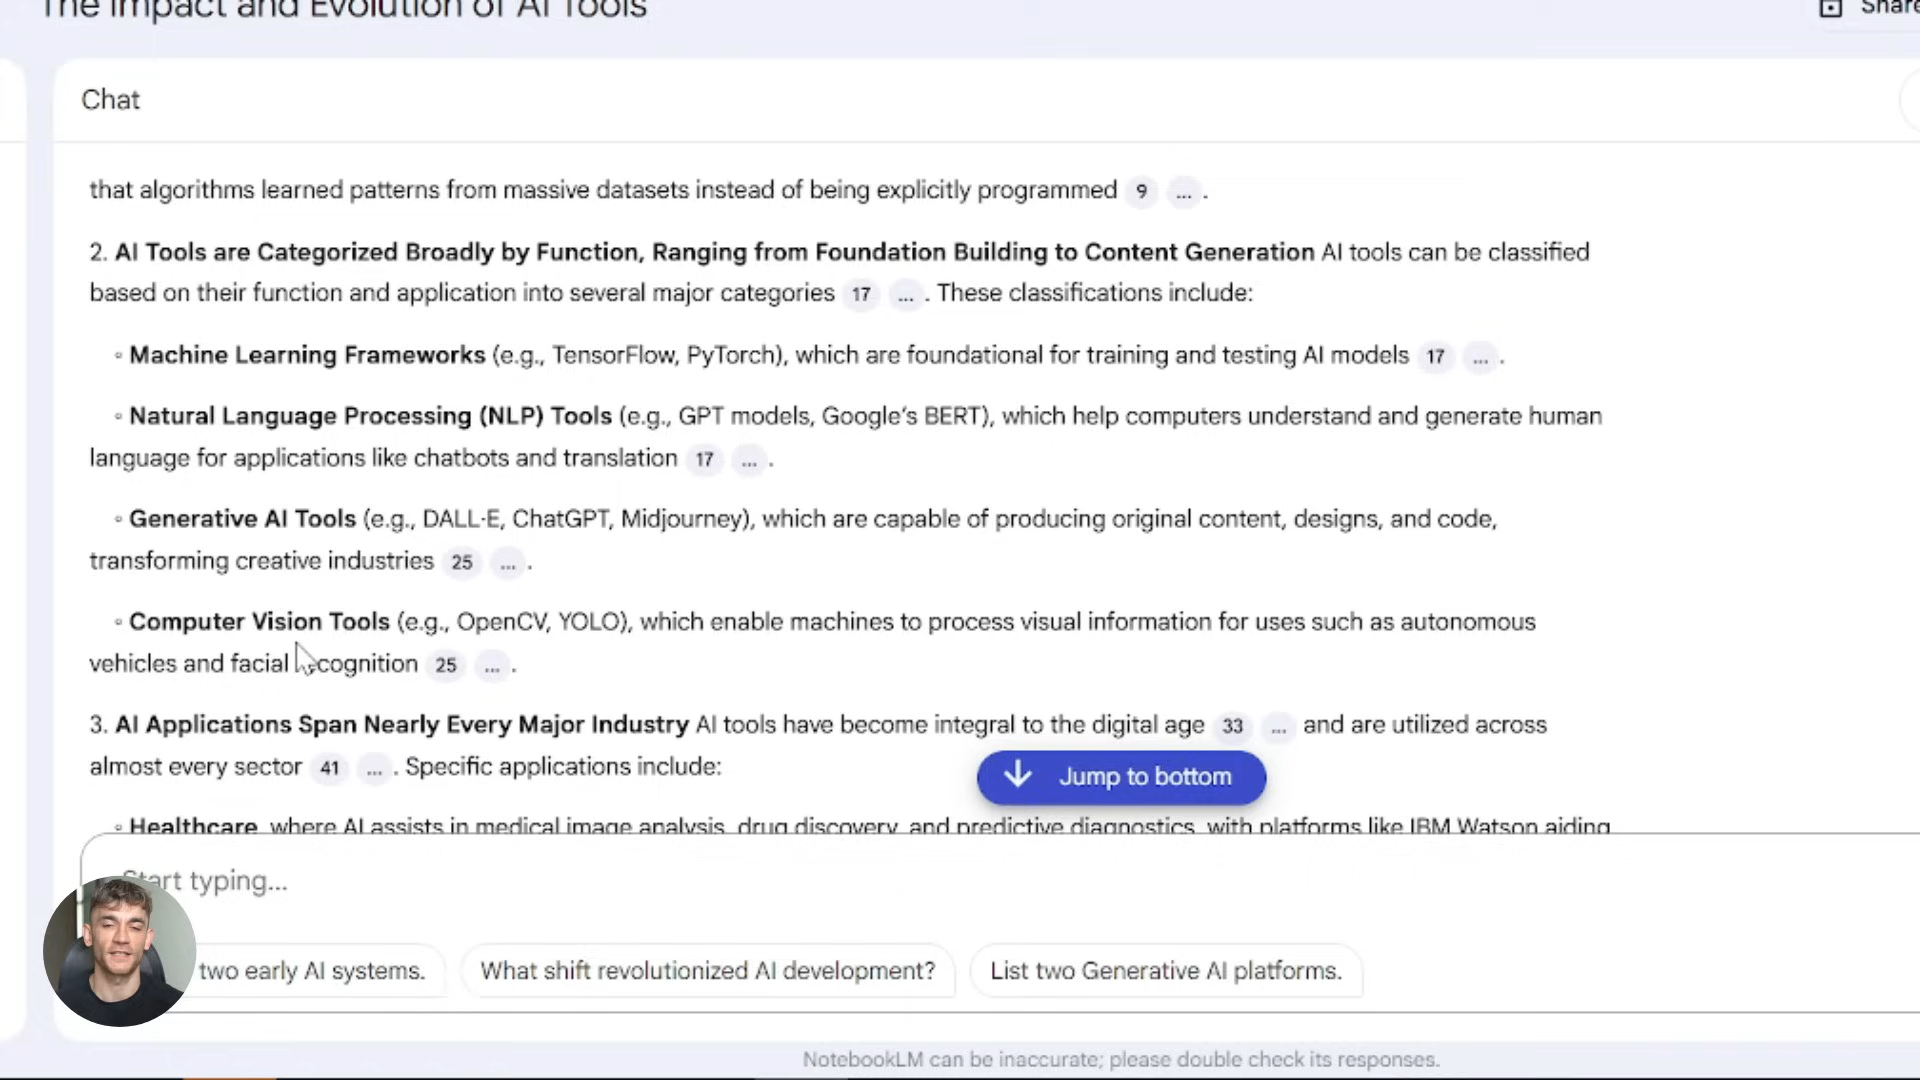 The Impact and Evolution of AI Tools
Share
Chat
that algorithms learned patterns from massive datasets instead of being explicitly programmed 9 ... .
2. AI Tools are Categorized Broadly by Function, Ranging from Foundation Building to Content Generation AI tools can be classified
based on their function and application into several major categories 17 ... . These classifications include:
◦ Machine Learning Frameworks (e.g., TensorFlow, PyTorch), which are foundational for training and testing AI models 17 ... .
◦ Natural Language Processing (NLP) Tools (e.g., GPT models, Google's BERT), which help computers understand and generate human
language for applications like chatbots and translation 17 ... .
◦ Generative AI Tools (e.g., DALL·E, ChatGPT, Midjourney), which are capable of producing original content, designs, and code,
transforming creative industries 25 ... .
◦ Computer Vision Tools (e.g., OpenCV, YOLO), which enable machines to process visual information for uses such as autonomous
vehicles and facial recognition 25 ... .
3. AI Applications Span Nearly Every Major Industry AI tools have become integral to the digital age 33 ... and are utilized across
almost every sector 41 ... . Specific applications include:
Jump to bottom
◦ Healthcare, where AI assists in medical image analysis, drug discovery, and predictive diagnostics, with platforms like IBM Watson aiding
Start typing...
two early AI systems.
What shift revolutionized AI development?
List two Generative AI platforms.
NotebookLM can be inaccurate; please double check its responses.